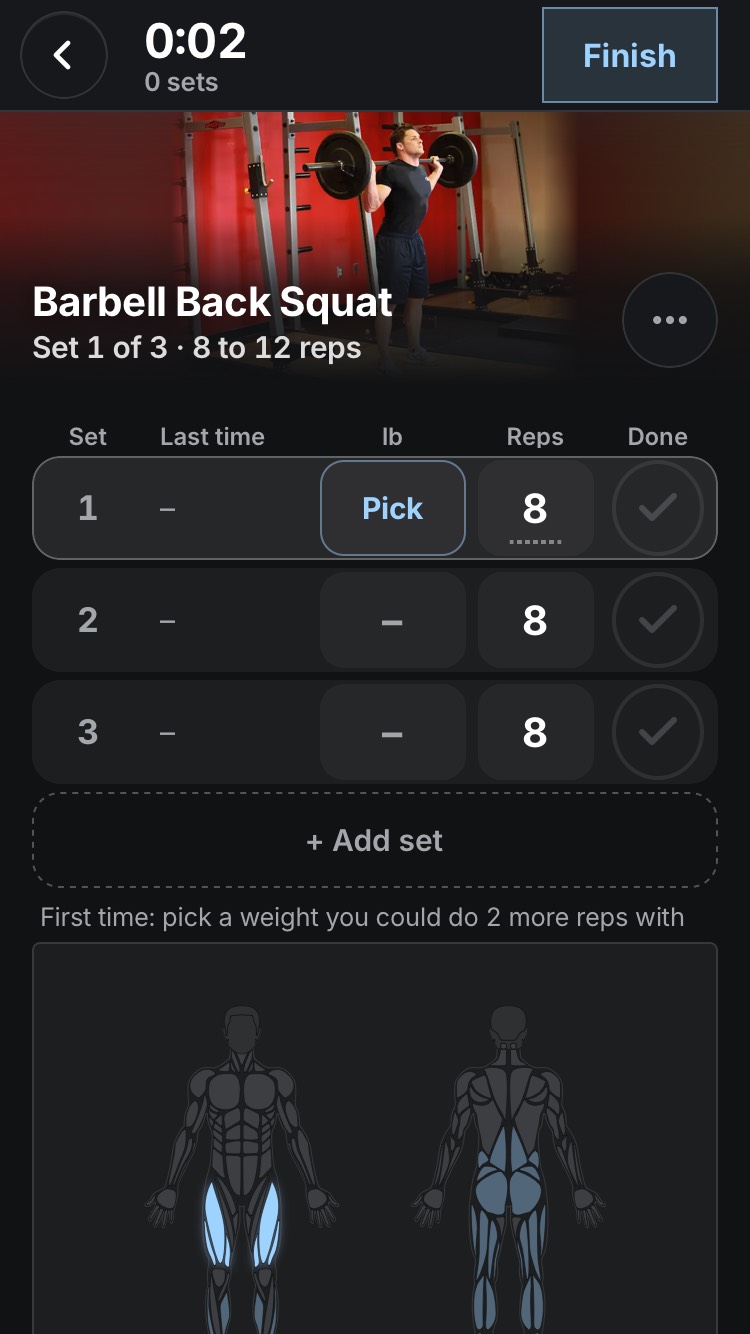 0:02
0 sets
Finish
Barbell Back Squat
Set 1 of 3 · 8 to 12 reps
Set Last time lb Reps Done
1 – Pick 8
2 – – 8
3 – – 8
+ Add set
First time: pick a weight you could do 2 more reps with